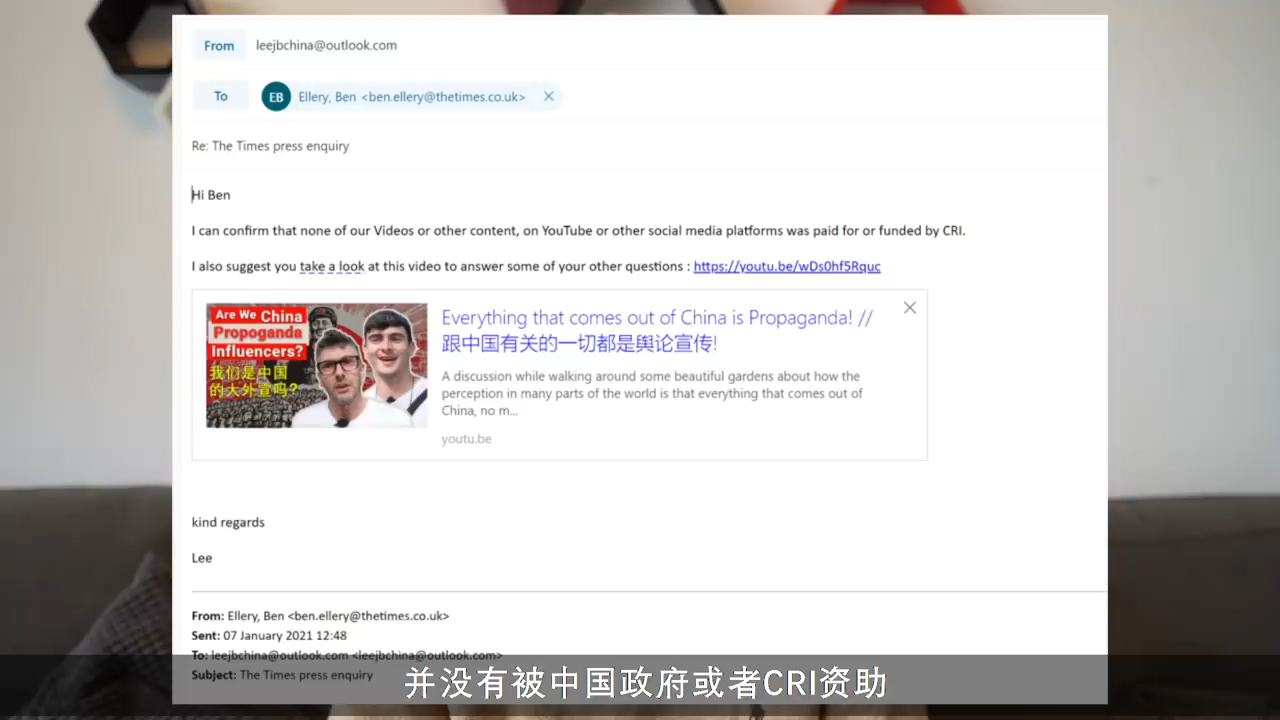 From leejbchina@outlook.com
To EB Ellery, Ben <ben.ellery@thetimes.co.uk>
Re: The Times press enquiry
Hi Ben
I can confirm that none of our Videos or other content, on YouTube or other social media platforms was paid for or funded by CRI.
I also suggest you take a look at this video to answer some of your other questions : https://youtu.be/wDs0hf5Rquc
Are We China
Propoganda
Influencers?
我们是中国
的大外宣吗?
Everything that comes out of China is Propaganda! //
跟中国有关的一切都是舆论宣传!
A discussion while walking around some beautiful gardens about how the
perception in many parts of the world is that everything that comes out of
China, no m...
youtu.be
kind regards
Lee
From: Ellery, Ben <ben.ellery@thetimes.co.uk>
Sent: 07 January 2021 12:48
To: leejbchina@outlook.com <leejbchina@outlook.com>
Subject: The Times press enquiry
并没有被中国政府或者CRI资助